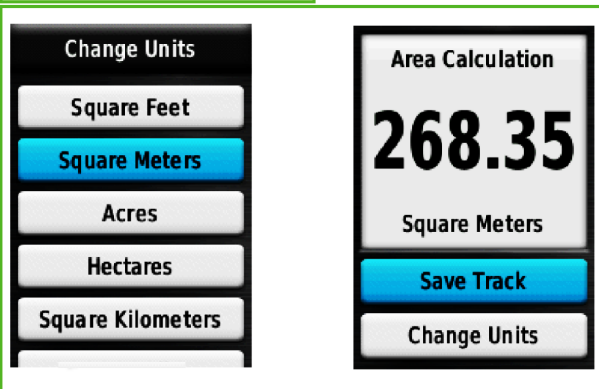 Change Units
Square Feet
Square Meters
Acres
Hectares
Square Kilometers
Area Calculation
268.35
Square Meters
Save Track
Change Units